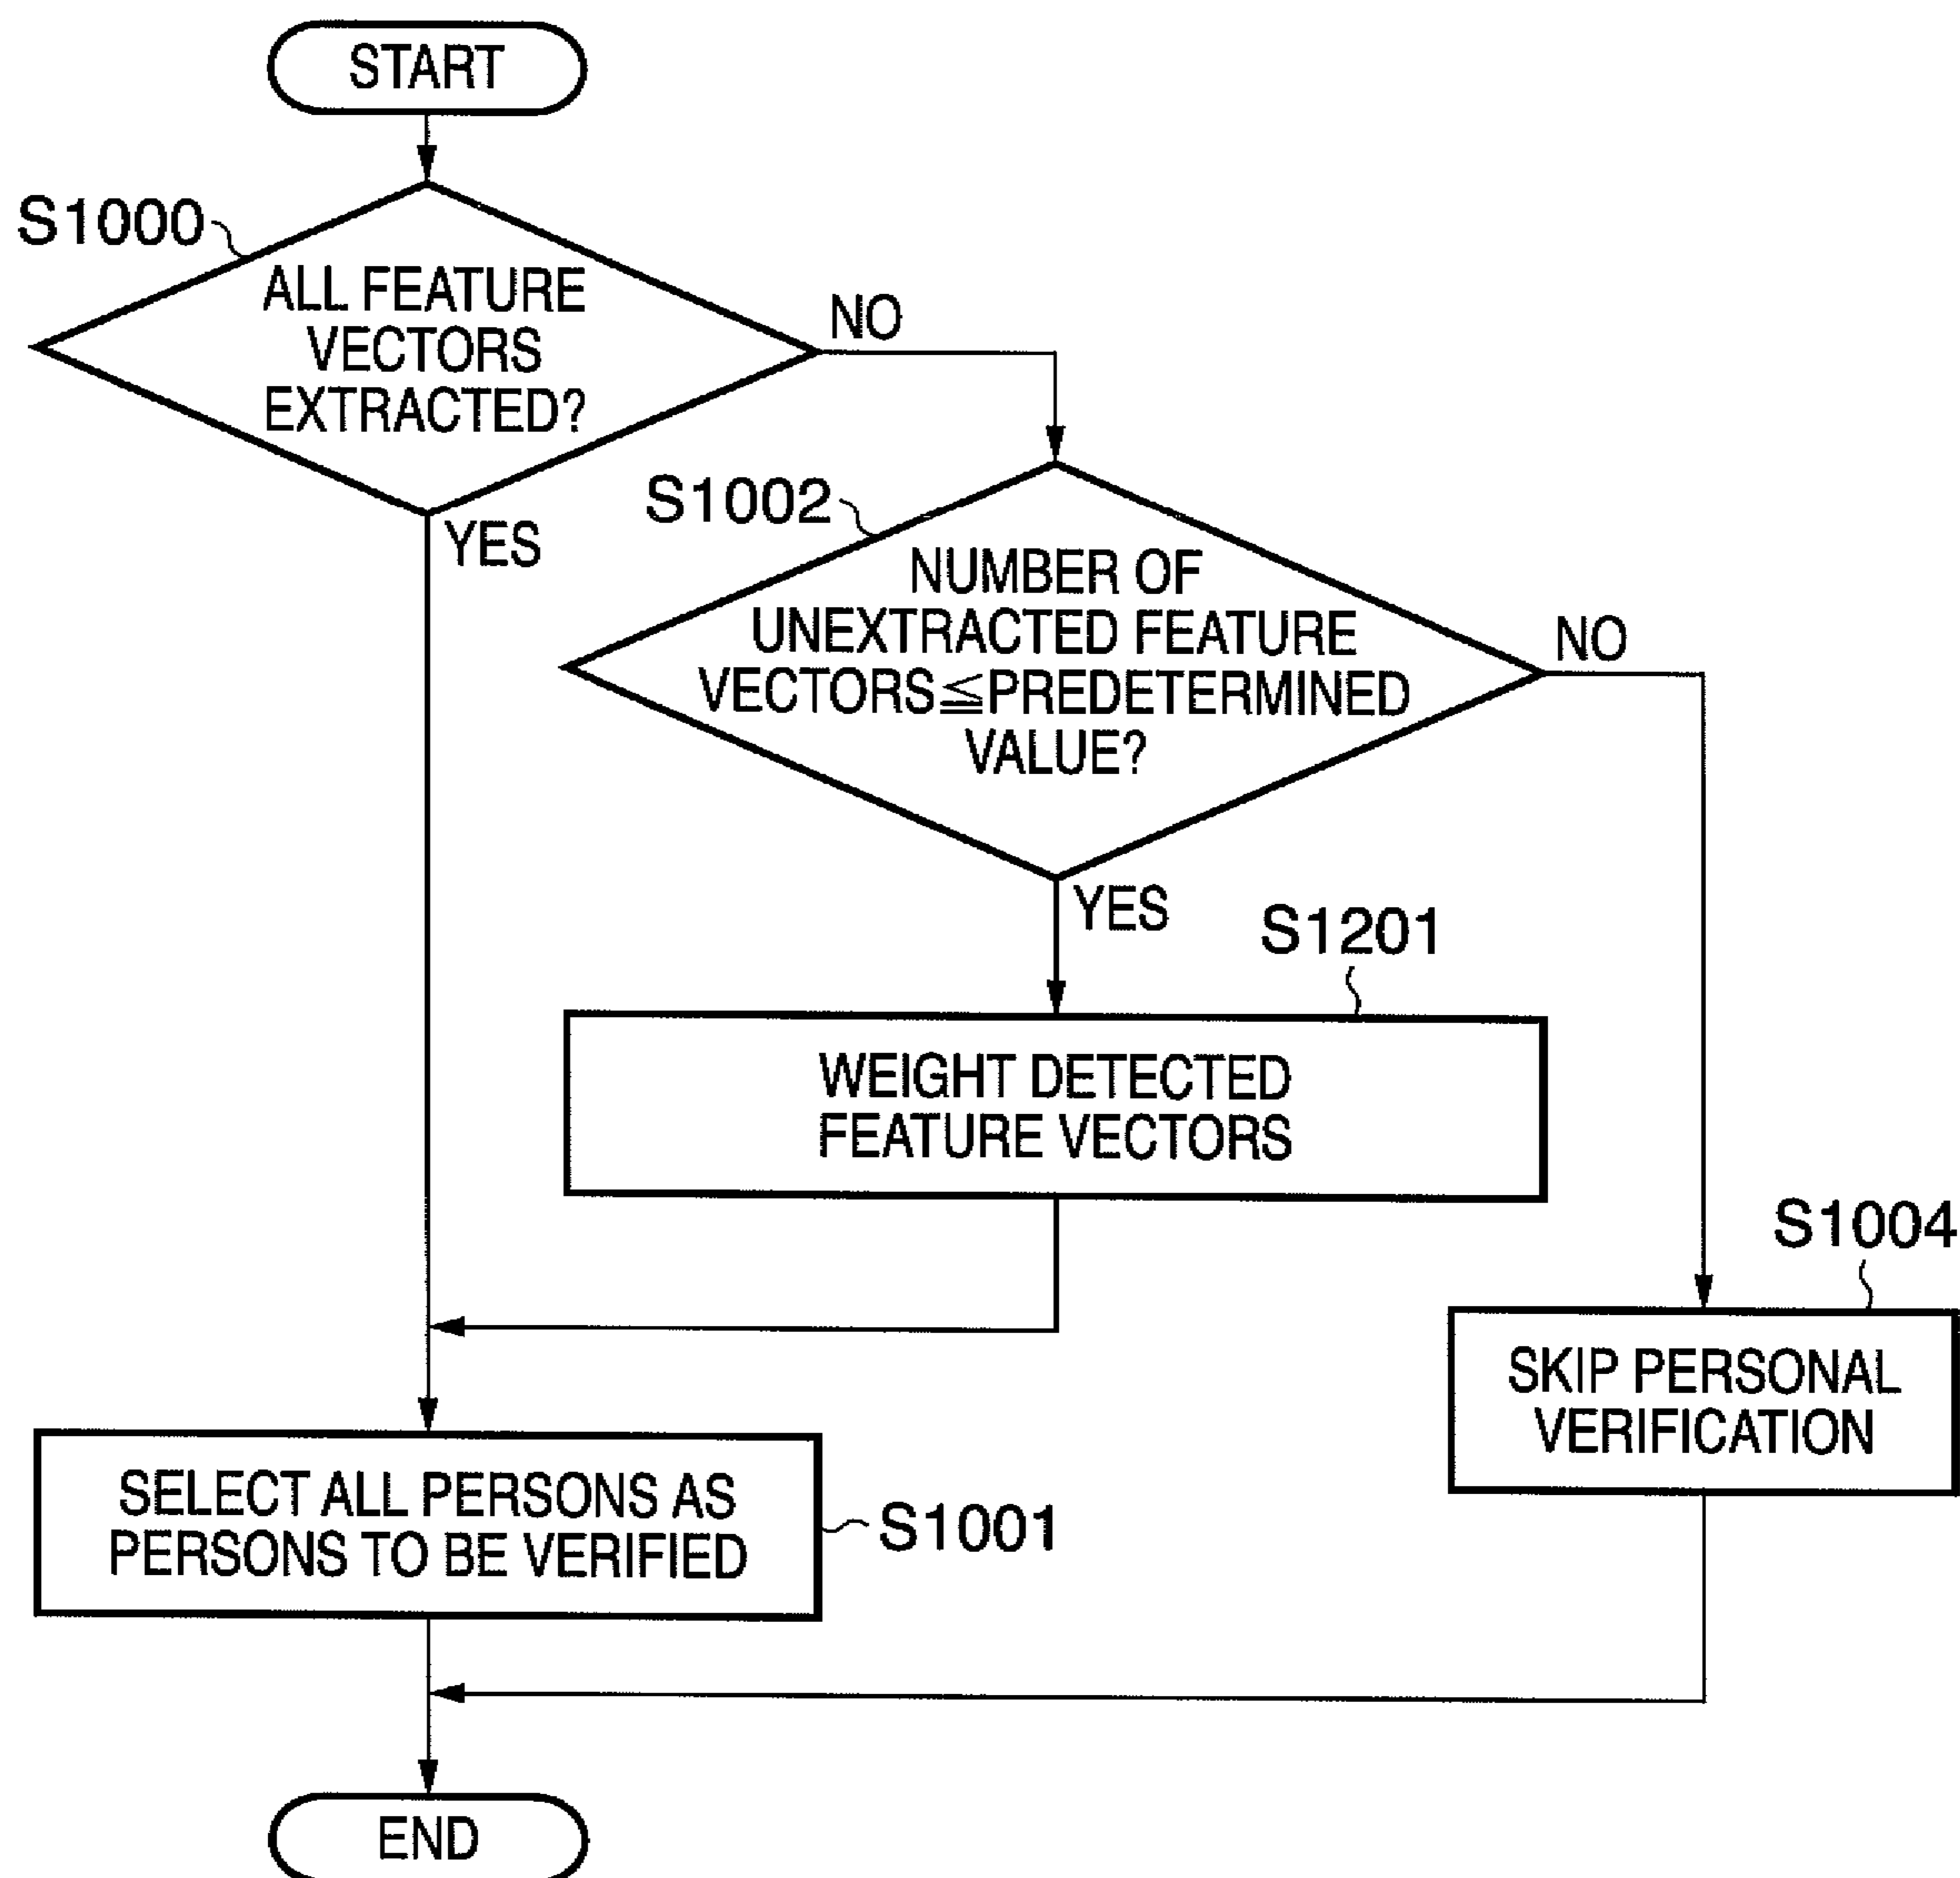 START
S1000
ALL FEATURE
VECTORS
EXTRACTED?
NO
YES
S1002
NUMBER OF
UNEXTRACTED FEATURE
VECTORS≦PREDETERMINED
VALUE?
NO
YES
S1201
WEIGHT DETECTED
FEATURE VECTORS
S1004
SKIP PERSONAL
VERIFICATION
SELECT ALL PERSONS AS
PERSONS TO BE VERIFIED
S1001
END